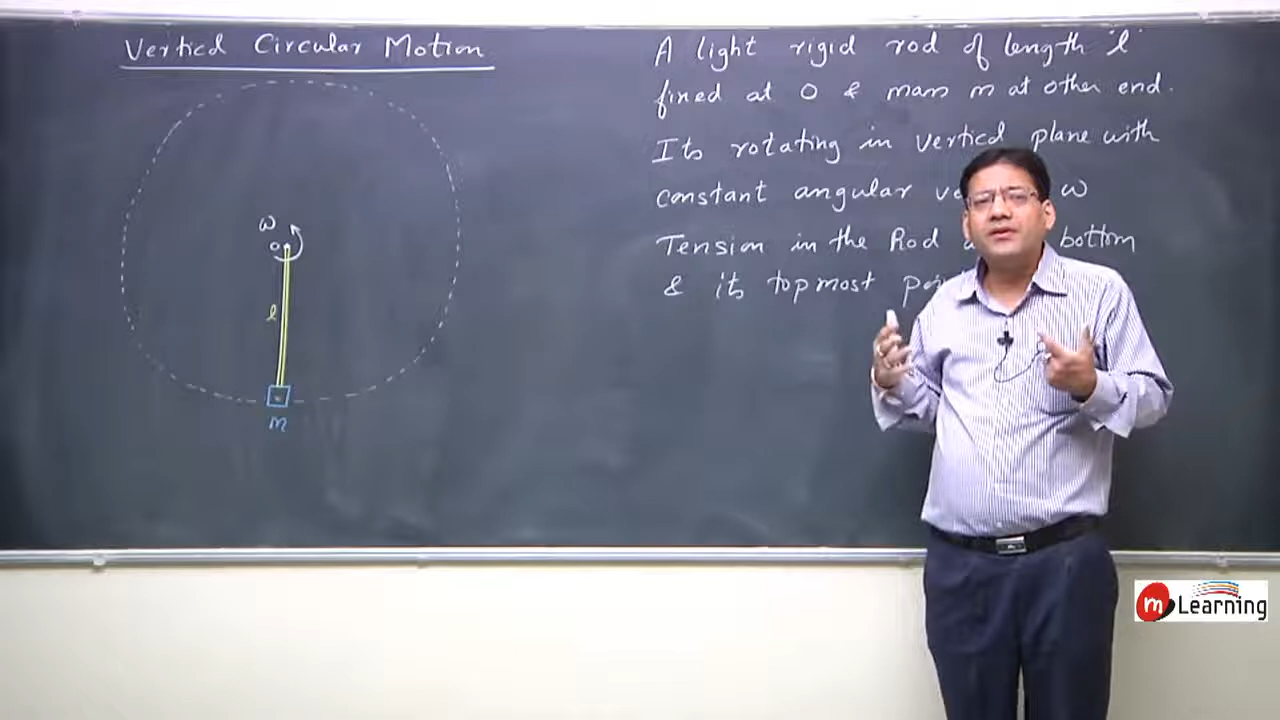 Vertical Circular Motion
A light rigid rod of length 'l'
fixed at O & mass m at other end.
Its rotating in vertical plane with
constant angular ω
Tension in the Rod bottom
& its topmost
ω
O
l
m
m Learning